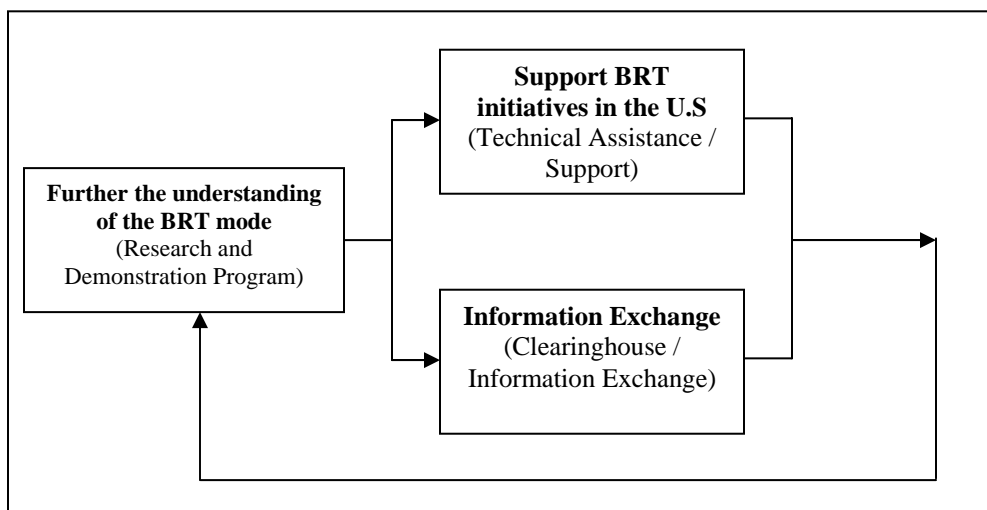 Further the understanding
of the BRT mode
(Research and
Demonstration Program)
Support BRT
initiatives in the U.S
(Technical Assistance /
Support)
Information Exchange
(Clearinghouse /
Information Exchange)